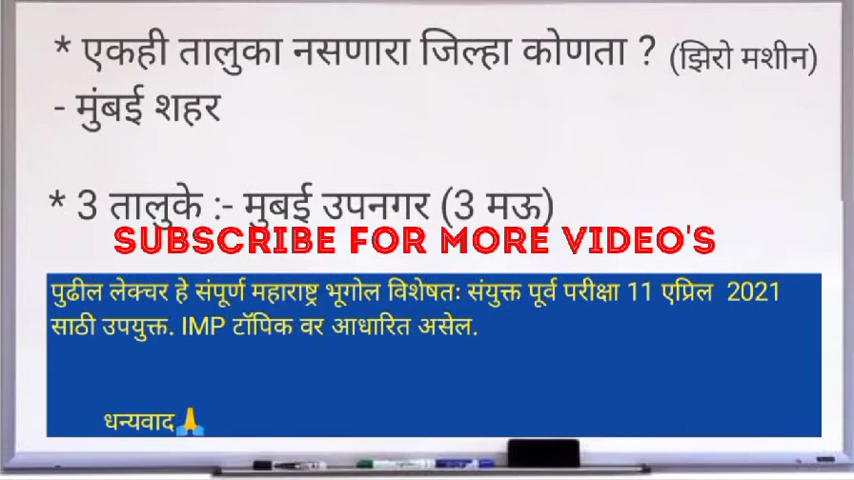 * एकही तालुका नसणारा जिल्हा कोणता ? (झिरो मशीन)
- मुंबई शहर
* 3 तालुके :- मुबई उपनगर (3 मऊ)
SUBSCRIBE FOR MORE VIDEO'S
पुढील लेक्चर हे संपूर्ण महाराष्ट्र भूगोल विशेषतः संयुक्त पूर्व परीक्षा 11 एप्रिल 2021
साठी उपयुक्त. IMP टॉपिक वर आधारित असेल.
धन्यवाद🙏